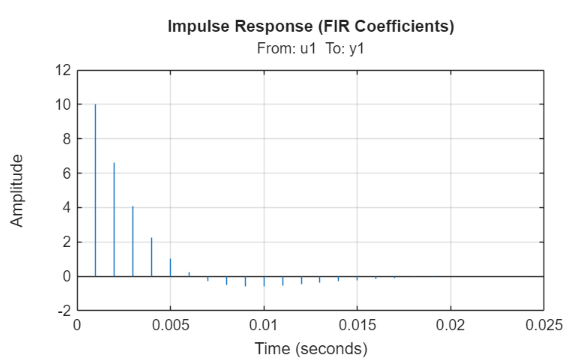 Impulse Response (FIR Coefficients)
From: u1 To: y1
12
10
8
6
4
2
0
-2
Amplitude
0 0.005 0.01 0.015 0.02 0.025
Time (seconds)